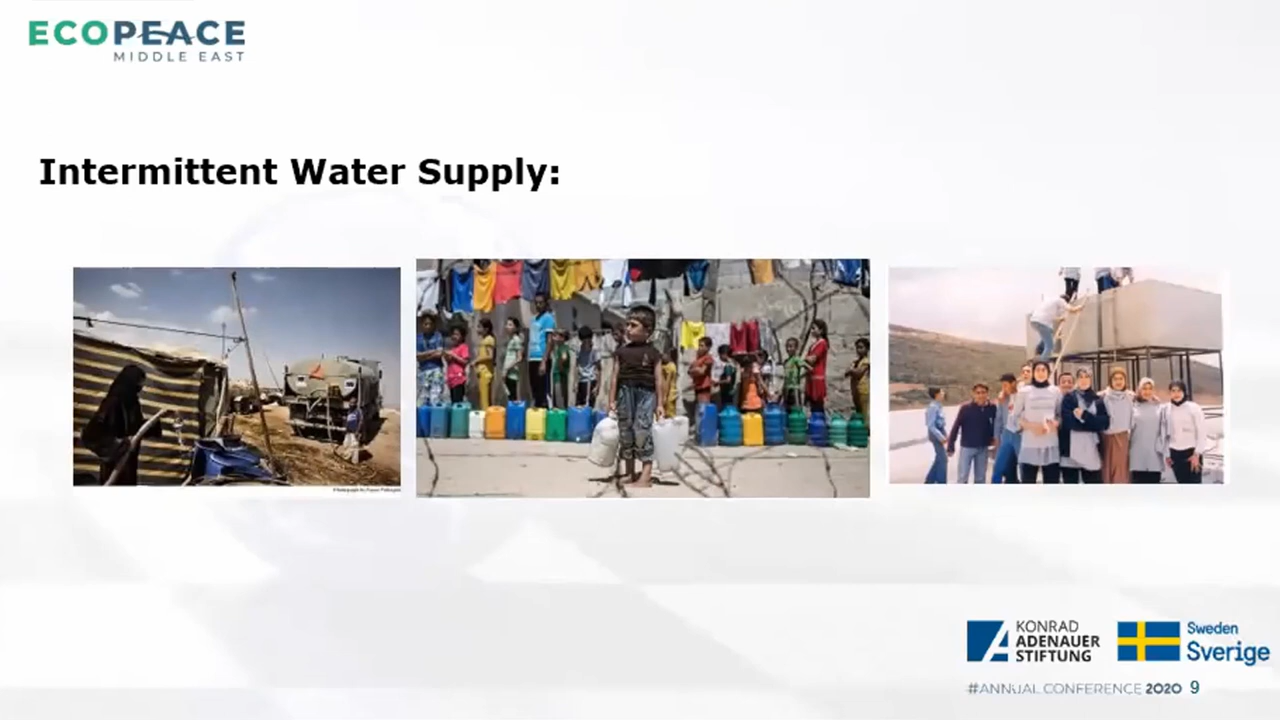 ECOPEACE
MIDDLE EAST
Intermittent Water Supply:
KONRAD
ADENAUER
STIFTUNG
Sweden
Sverige
#ANNUAL CONFERENCE 2020 9